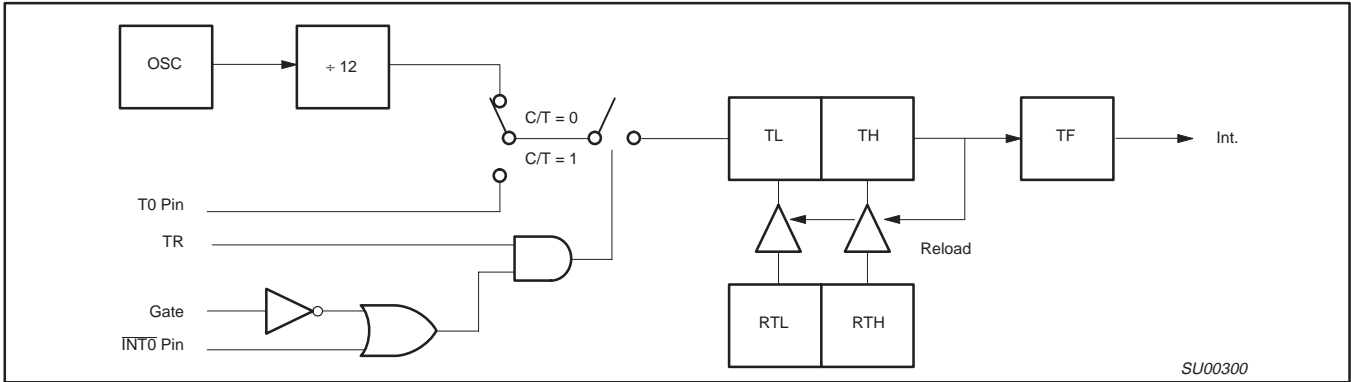 OSC
÷ 12
C/T = 0
C/T = 1
TL
TH
TF
Int.
T0 Pin
TR
Reload
Gate
INT0 Pin
RTL
RTH
SU00300